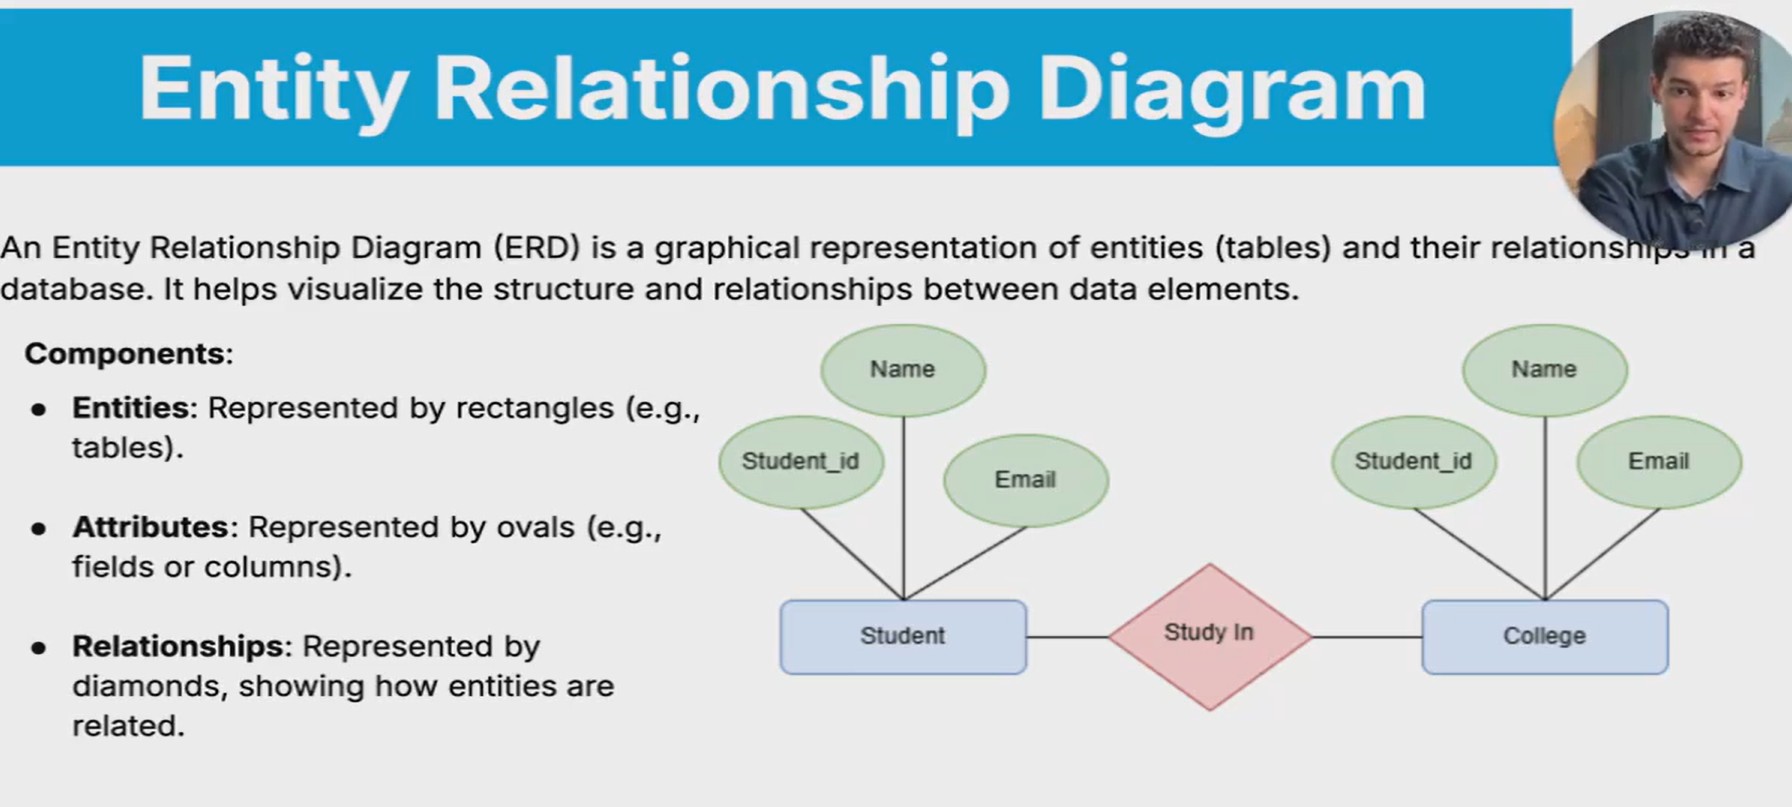 Entity Relationship Diagram
An Entity Relationship Diagram (ERD) is a graphical representation of entities (tables) and their relationships in a
database. It helps visualize the structure and relationships between data elements.
Components:
● Entities: Represented by rectangles (e.g.,
tables).
● Attributes: Represented by ovals (e.g.,
fields or columns).
● Relationships: Represented by
diamonds, showing how entities are
related.
Name
Student_id
Email
Student
Study In
Name
Student_id
Email
College